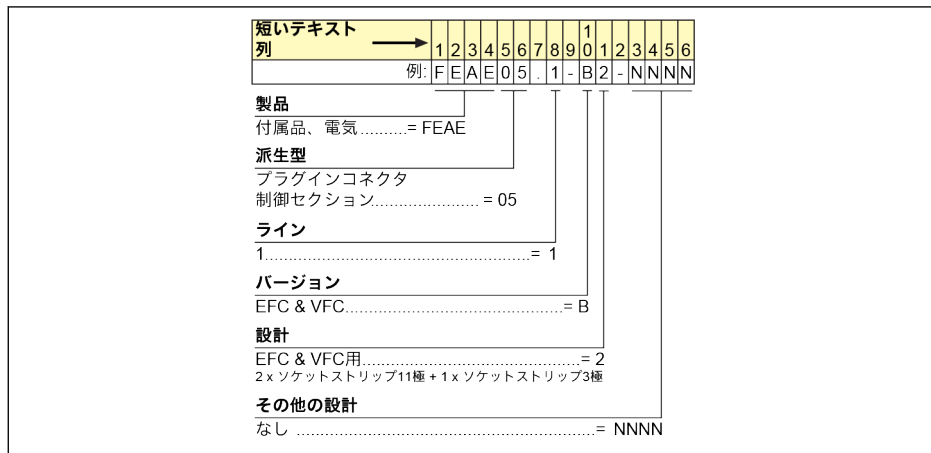 短いテキスト
列 1 2 3 4 5 6 7 8 9 10 1 2 3 4 5 6
例: F E A E 0 5 . 1 - B 2 - N N N N
製品
付属品、電気..........= FEAE
派生型
プラグインコネクタ
制御セクション...................... = 05
ライン
1.....................................................= 1
バージョン
EFC & VFC............................................= B
設計
EFC & VFC用............................................= 2
2 x ソケットストリップ11極 + 1 x ソケットストリップ3極
その他の設計
なし ............................................................= NNNN